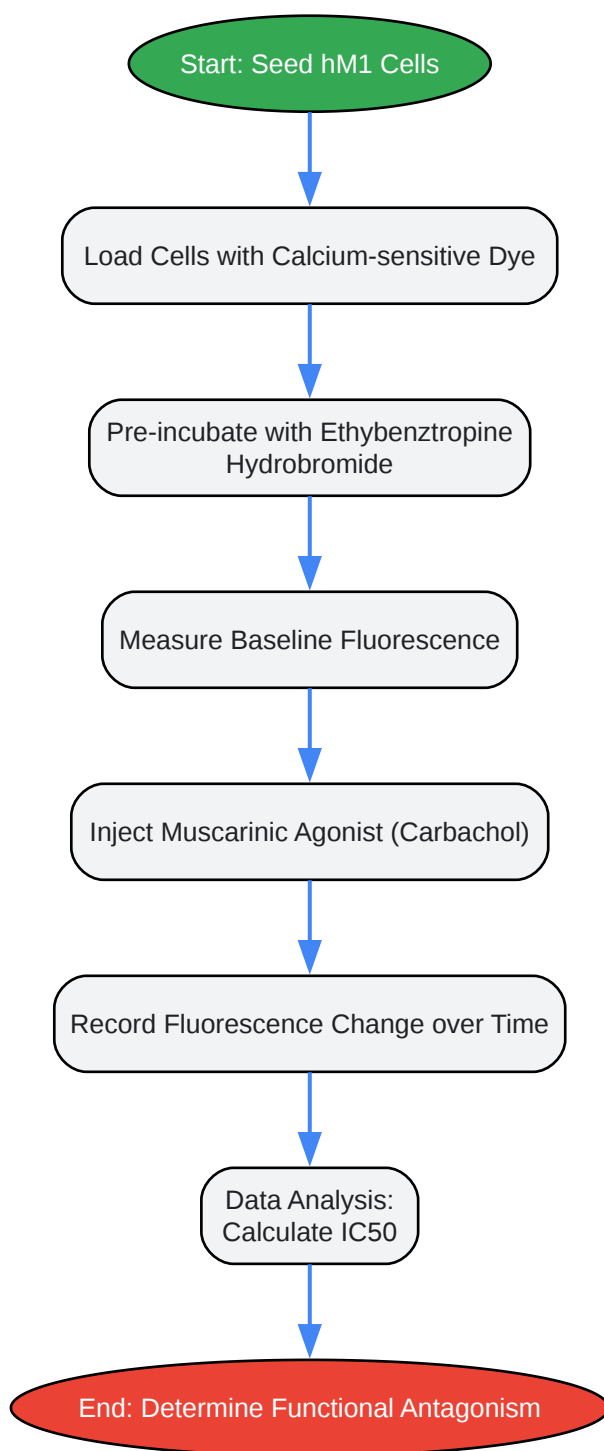 Start: Seed hM1 Cells
Load Cells with Calcium-sensitive Dye
Pre-incubate with Ethybenztropine
Hydrobromide
Measure Baseline Fluorescence
Inject Muscarinic Agonist (Carbachol)
Record Fluorescence Change over Time
Data Analysis:
Calculate IC50
End: Determine Functional Antagonism